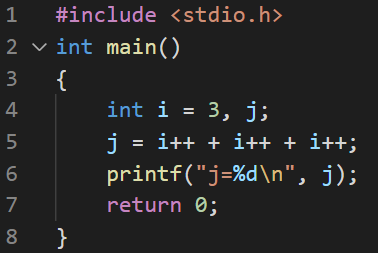 1 #include <stdio.h>
2 int main()
3 {
4 int i = 3, j;
5 j = i++ + i++ + i++;
6 printf("j=%d\n", j);
7 return 0;
8 }